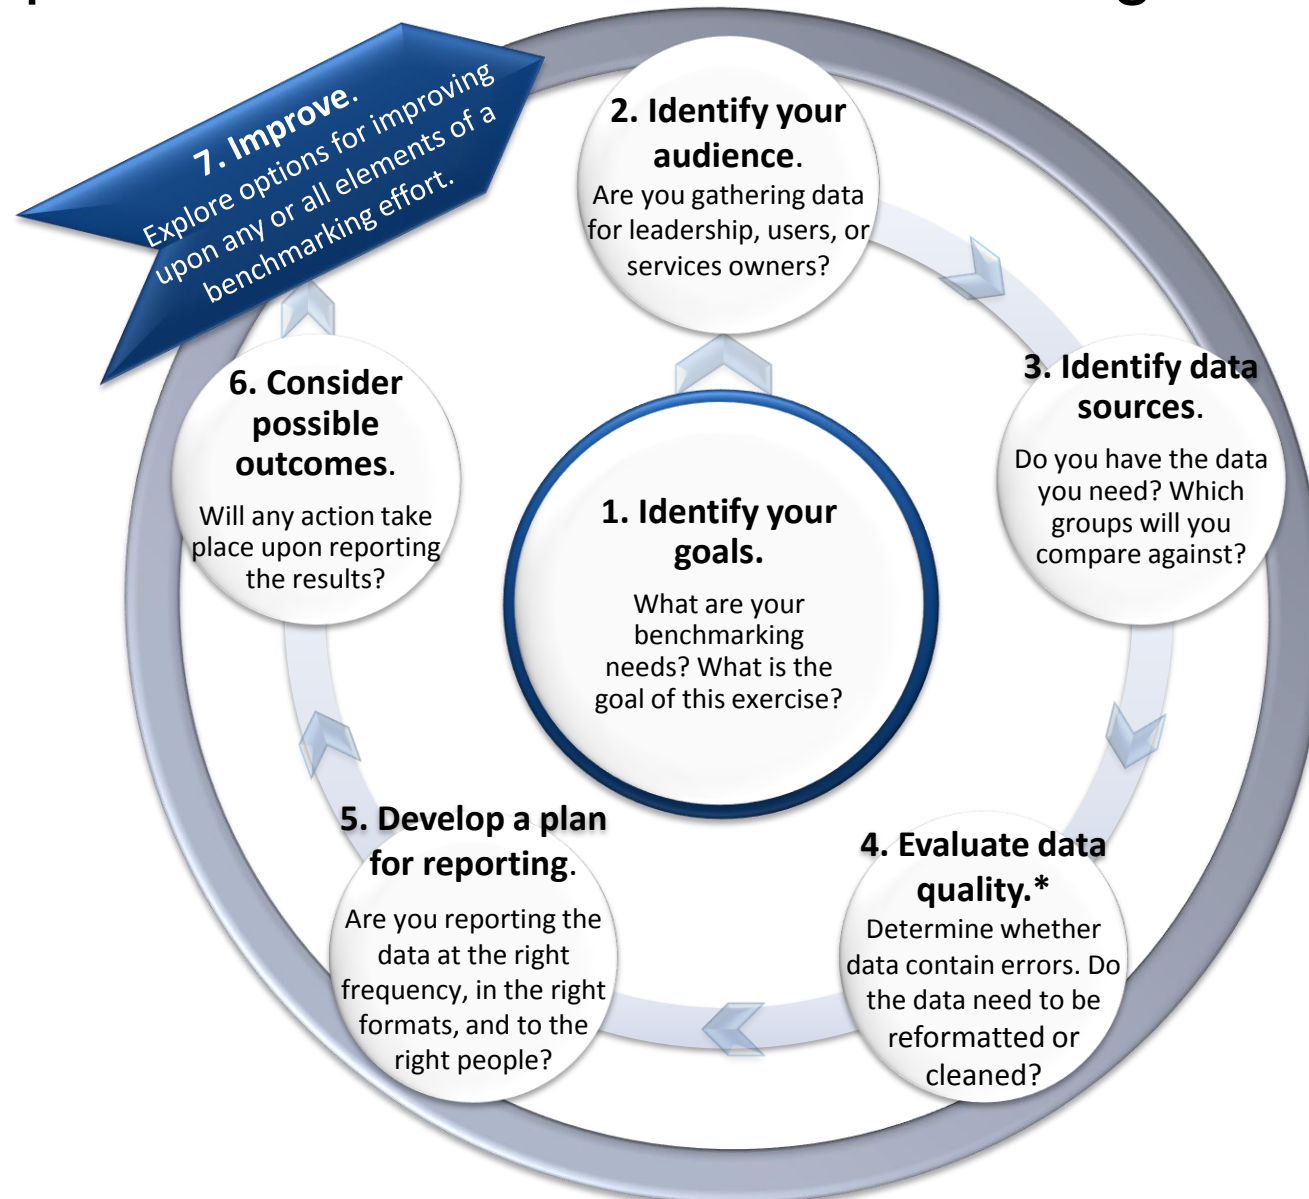 1. Identify your
goals.
What are your
benchmarking
needs? What is the
goal of this exercise?
2. Identify your
audience.
Are you gathering data
for leadership, users, or
services owners?
3. Identify data
sources.
Do you have the data
you need? Which
groups will you
compare against?
4. Evaluate data
quality.*
Determine whether
data contain errors. Do
the data need to be
reformatted or
cleaned?
5. Develop a plan
for reporting.
Are you reporting the
data at the right
frequency, in the right
formats, and to the
right people?
6. Consider
possible
outcomes.
Will any action take
place upon reporting
the results?
7. Improve.
Explore options for improving
upon any or all elements of a
benchmarking effort.